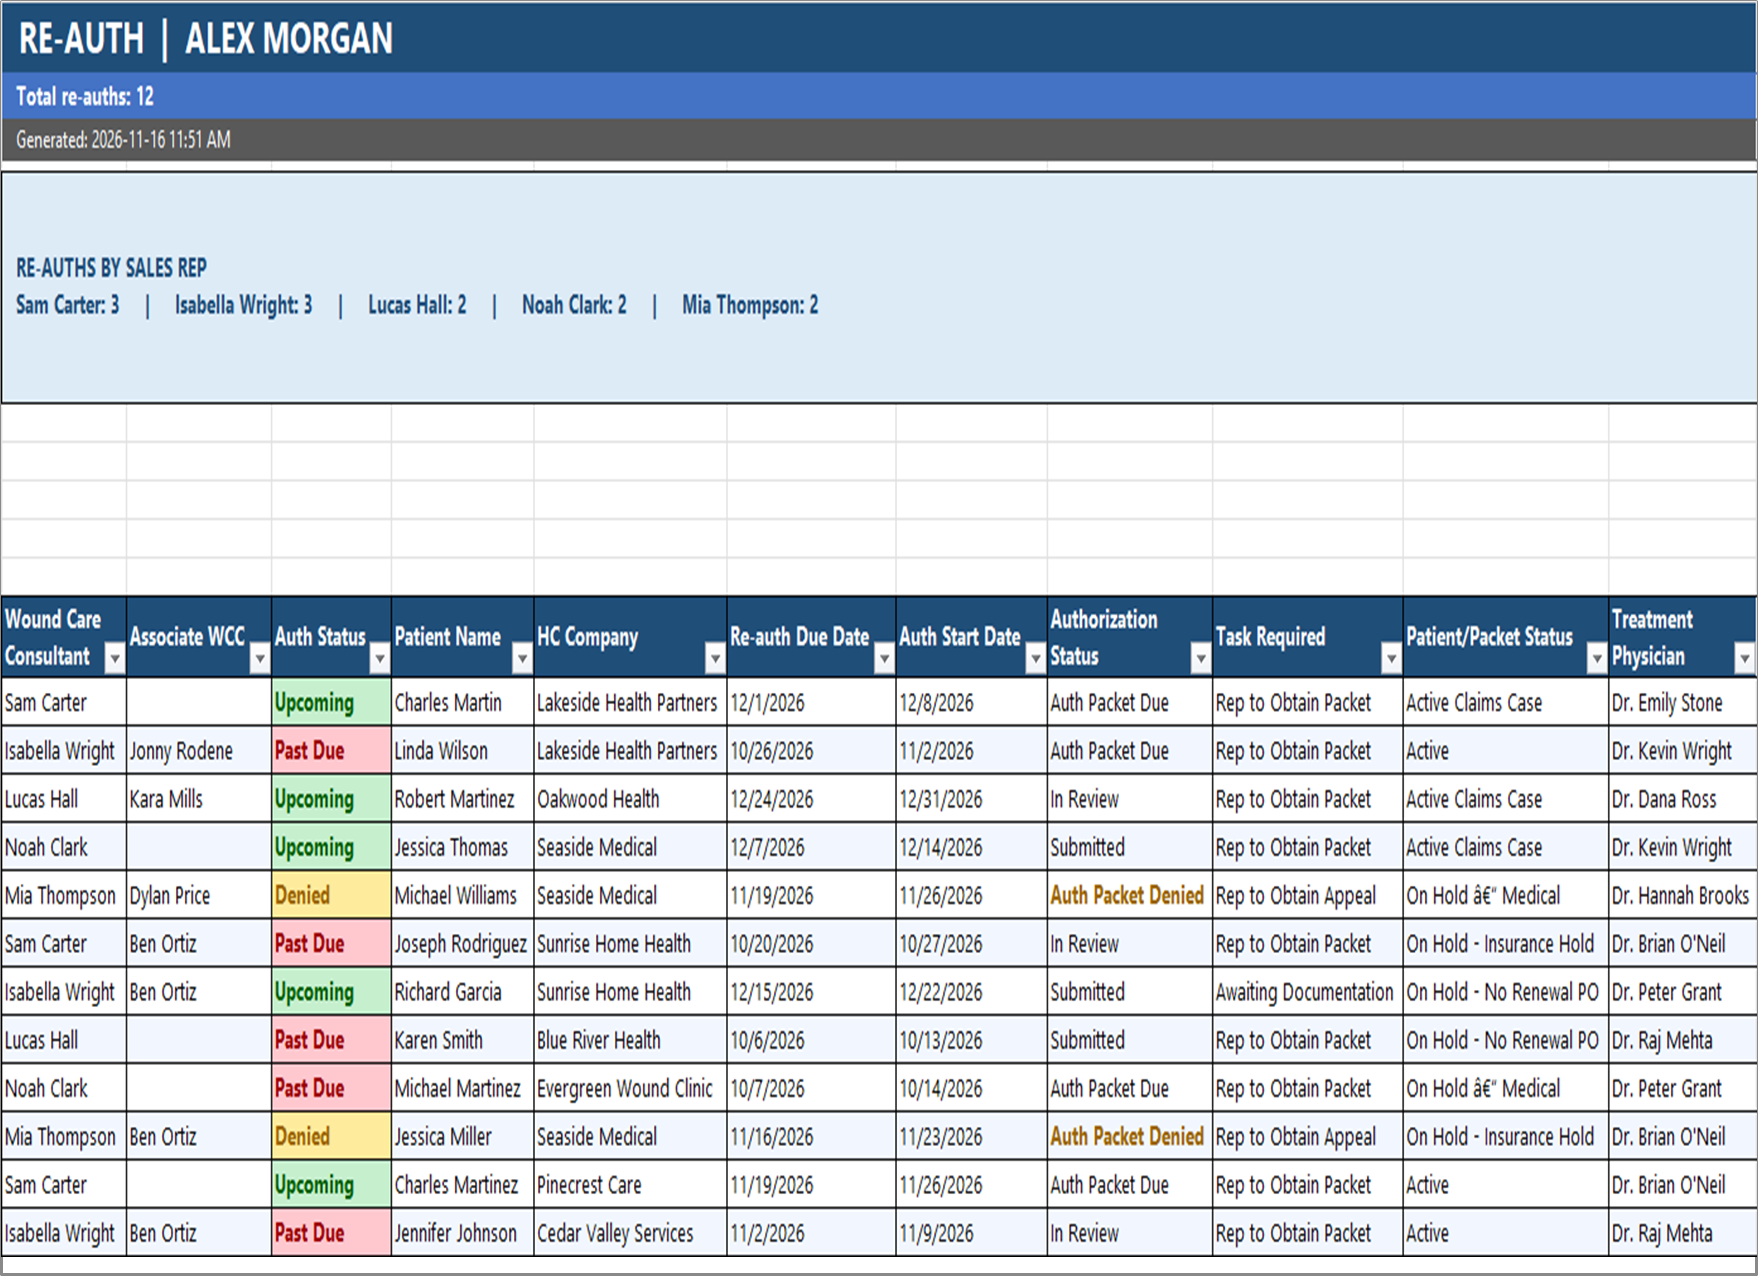 RE-AUTH | ALEX MORGAN
Total re-auths: 12
Generated: 2026-11-16 11:51 AM
RE-AUTHS BY SALES REP
Sam Carter: 3 | Isabella Wright: 3 | Lucas Hall: 2 | Noah Clark: 2 | Mia Thompson: 2
Wound Care Consultant Associate WCC Auth Status Patient Name HC Company Re-auth Due Date Auth Start Date Authorization Status Task Required Patient/Packet Status Treatment Physician
Sam Carter Upcoming Charles Martin Lakeside Health Partners 12/1/2026 12/8/2026 Auth Packet Due Rep to Obtain Packet Active Claims Case Dr. Emily Stone
Isabella Wright Jonny Rodene Past Due Linda Wilson Lakeside Health Partners 10/26/2026 11/2/2026 Auth Packet Due Rep to Obtain Packet Active Dr. Kevin Wright
Lucas Hall Kara Mills Upcoming Robert Martinez Oakwood Health 12/24/2026 12/31/2026 In Review Rep to Obtain Packet Active Claims Case Dr. Dana Ross
Noah Clark Upcoming Jessica Thomas Seaside Medical 12/7/2026 12/14/2026 Submitted Rep to Obtain Packet Active Claims Case Dr. Kevin Wright
Mia Thompson Dylan Price Denied Michael Williams Seaside Medical 11/19/2026 11/26/2026 Auth Packet Denied Rep to Obtain Appeal On Hold â€“ Medical Dr. Hannah Brooks
Sam Carter Ben Ortiz Past Due Joseph Rodriguez Sunrise Home Health 10/20/2026 10/27/2026 In Review Rep to Obtain Packet On Hold - Insurance Hold Dr. Brian O'Neil
Isabella Wright Ben Ortiz Upcoming Richard Garcia Sunrise Home Health 12/15/2026 12/22/2026 Submitted Awaiting Documentation On Hold - No Renewal PO Dr. Peter Grant
Lucas Hall Past Due Karen Smith Blue River Health 10/6/2026 10/13/2026 Submitted Rep to Obtain Packet On Hold - No Renewal PO Dr. Raj Mehta
Noah Clark Past Due Michael Martinez Evergreen Wound Clinic 10/7/2026 10/14/2026 Auth Packet Due Rep to Obtain Packet On Hold â€“ Medical Dr. Peter Grant
Mia Thompson Ben Ortiz Denied Jessica Miller Seaside Medical 11/16/2026 11/23/2026 Auth Packet Denied Rep to Obtain Appeal On Hold - Insurance Hold Dr. Brian O'Neil
Sam Carter Upcoming Charles Martinez Pinecrest Care 11/19/2026 11/26/2026 Auth Packet Due Rep to Obtain Packet Active Dr. Brian O'Neil
Isabella Wright Ben Ortiz Past Due Jennifer Johnson Cedar Valley Services 11/2/2026 11/9/2026 In Review Rep to Obtain Packet Active Dr. Raj Mehta